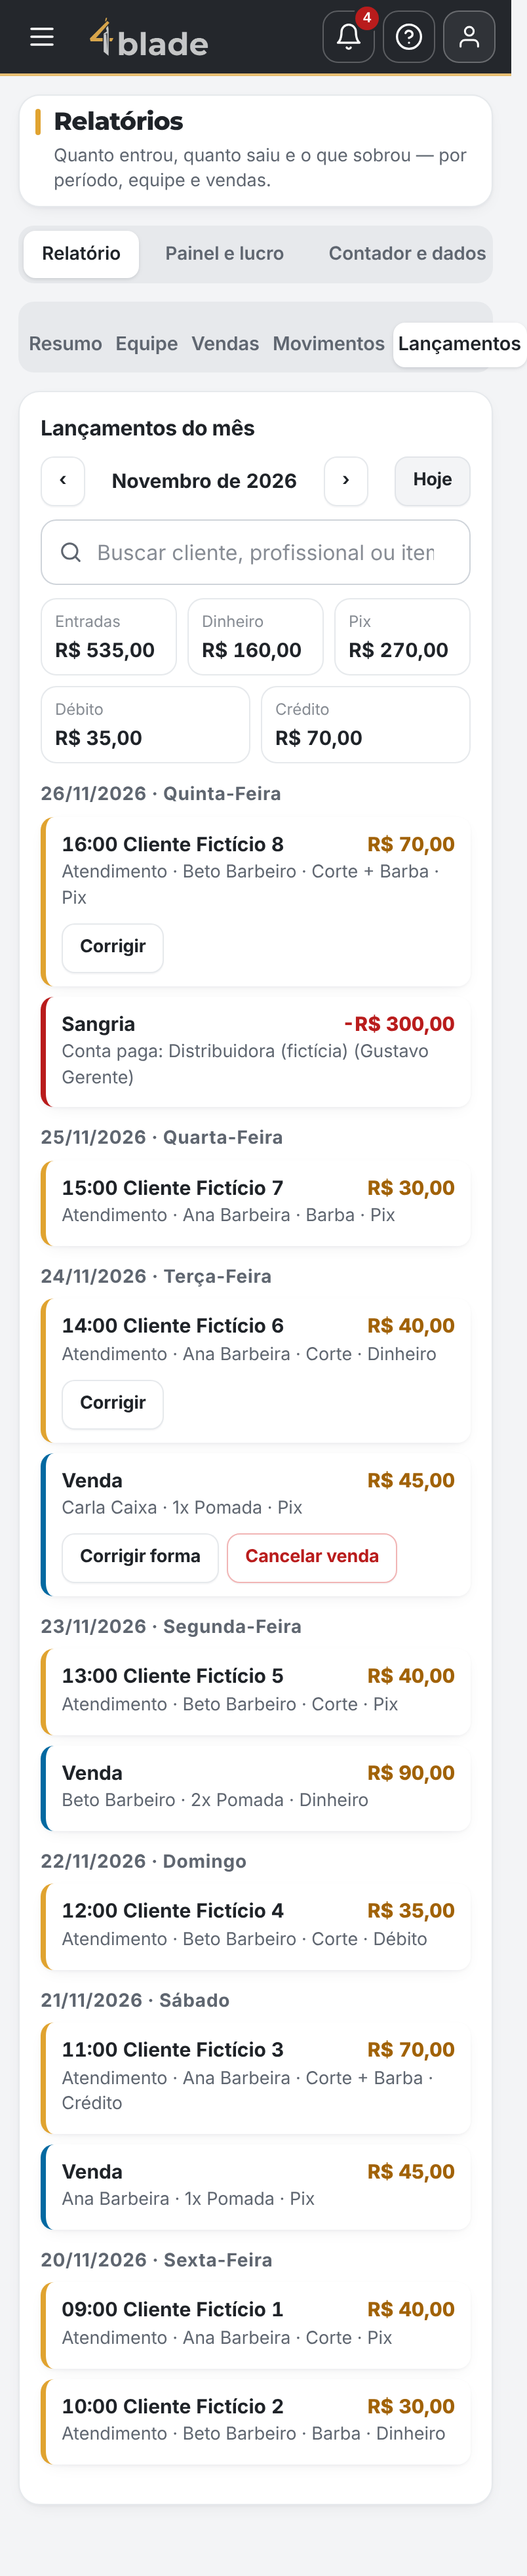 4
4blade
Relatórios
Quanto entrou, quanto saiu e o que sobrou — por
período, equipe e vendas.
Relatório Painel e lucro Contador e dados
Resumo Equipe Vendas Movimentos Lançamentos
Lançamentos do mês
‹ Novembro de 2026 › Hoje
Buscar cliente, profissional ou iter
Entradas Dinheiro Pix
R$ 535,00 R$ 160,00 R$ 270,00
Débito Crédito
R$ 35,00 R$ 70,00
26/11/2026 · Quinta-Feira
16:00 Cliente Fictício 8 R$ 70,00
Atendimento · Beto Barbeiro · Corte + Barba ·
Pix
Corrigir
Sangria -R$ 300,00
Conta paga: Distribuidora (fictícia) (Gustavo
Gerente)
25/11/2026 · Quarta-Feira
15:00 Cliente Fictício 7 R$ 30,00
Atendimento · Ana Barbeira · Barba · Pix
24/11/2026 · Terça-Feira
14:00 Cliente Fictício 6 R$ 40,00
Atendimento · Ana Barbeira · Corte · Dinheiro
Corrigir
Venda R$ 45,00
Carla Caixa · 1x Pomada · Pix
Corrigir forma Cancelar venda
23/11/2026 · Segunda-Feira
13:00 Cliente Fictício 5 R$ 40,00
Atendimento · Beto Barbeiro · Corte · Pix
Venda R$ 90,00
Beto Barbeiro · 2x Pomada · Dinheiro
22/11/2026 · Domingo
12:00 Cliente Fictício 4 R$ 35,00
Atendimento · Beto Barbeiro · Corte · Débito
21/11/2026 · Sábado
11:00 Cliente Fictício 3 R$ 70,00
Atendimento · Ana Barbeira · Corte + Barba ·
Crédito
Venda R$ 45,00
Ana Barbeira · 1x Pomada · Pix
20/11/2026 · Sexta-Feira
09:00 Cliente Fictício 1 R$ 40,00
Atendimento · Ana Barbeira · Corte · Pix
10:00 Cliente Fictício 2 R$ 30,00
Atendimento · Beto Barbeiro · Barba · Dinheiro